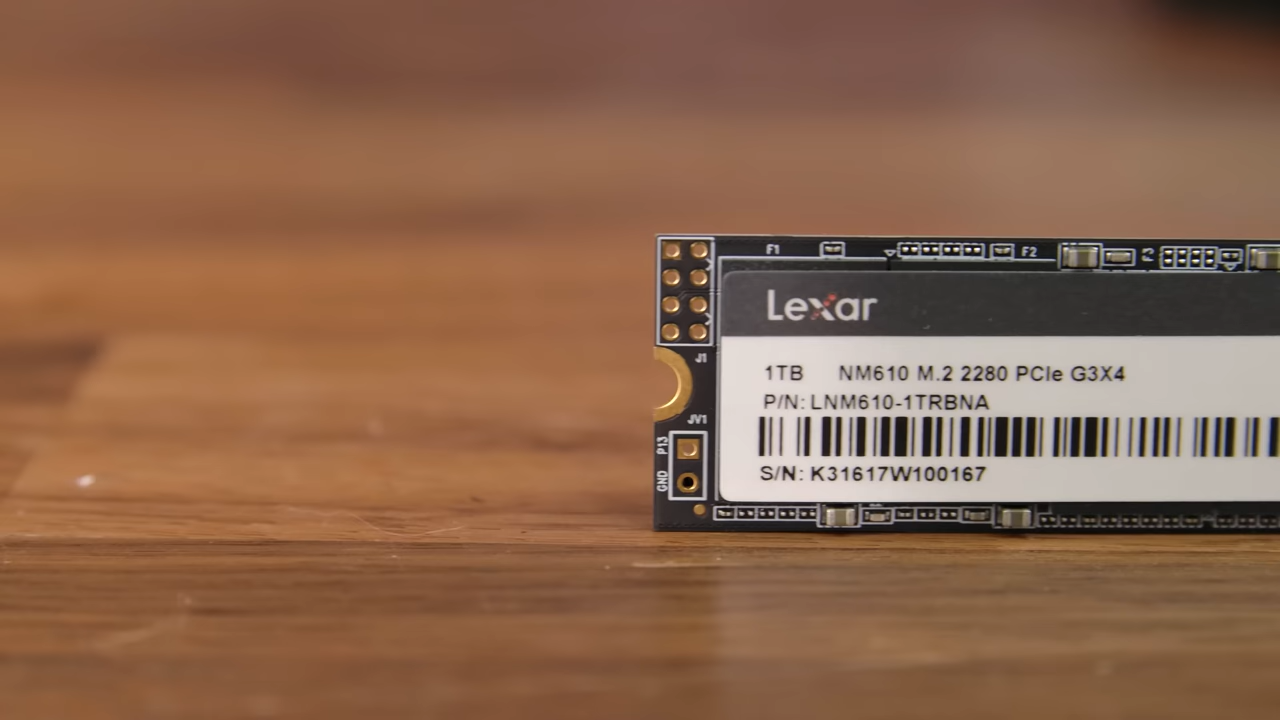 F1
F2
Lexar
J1
1TB NM610 M.2 2280 PCIe G3X4
P/N: LNM610-1TRBNA
JV1
P13
GND
S/N: K31617W100167